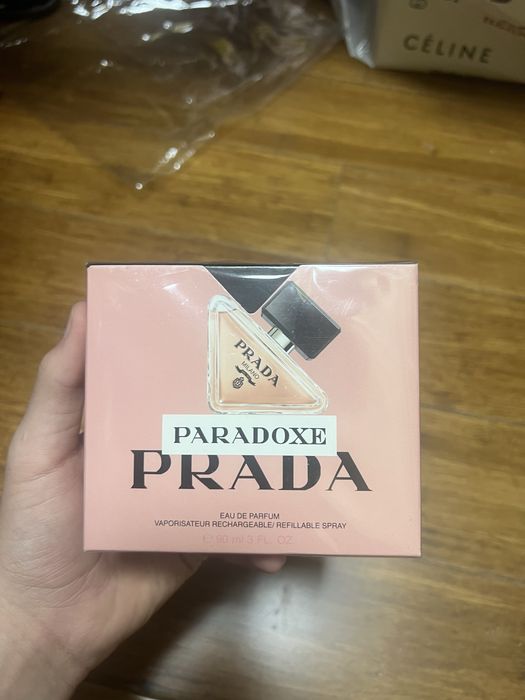 CÉLINE
PRADA
MILANO
PARADOXE
PRADA
EAU DE PARFUM
VAPORISATEUR RECHARGEABLE/ REFILLABLE SPRAY
℮ 90 ml 3 FL. OZ.